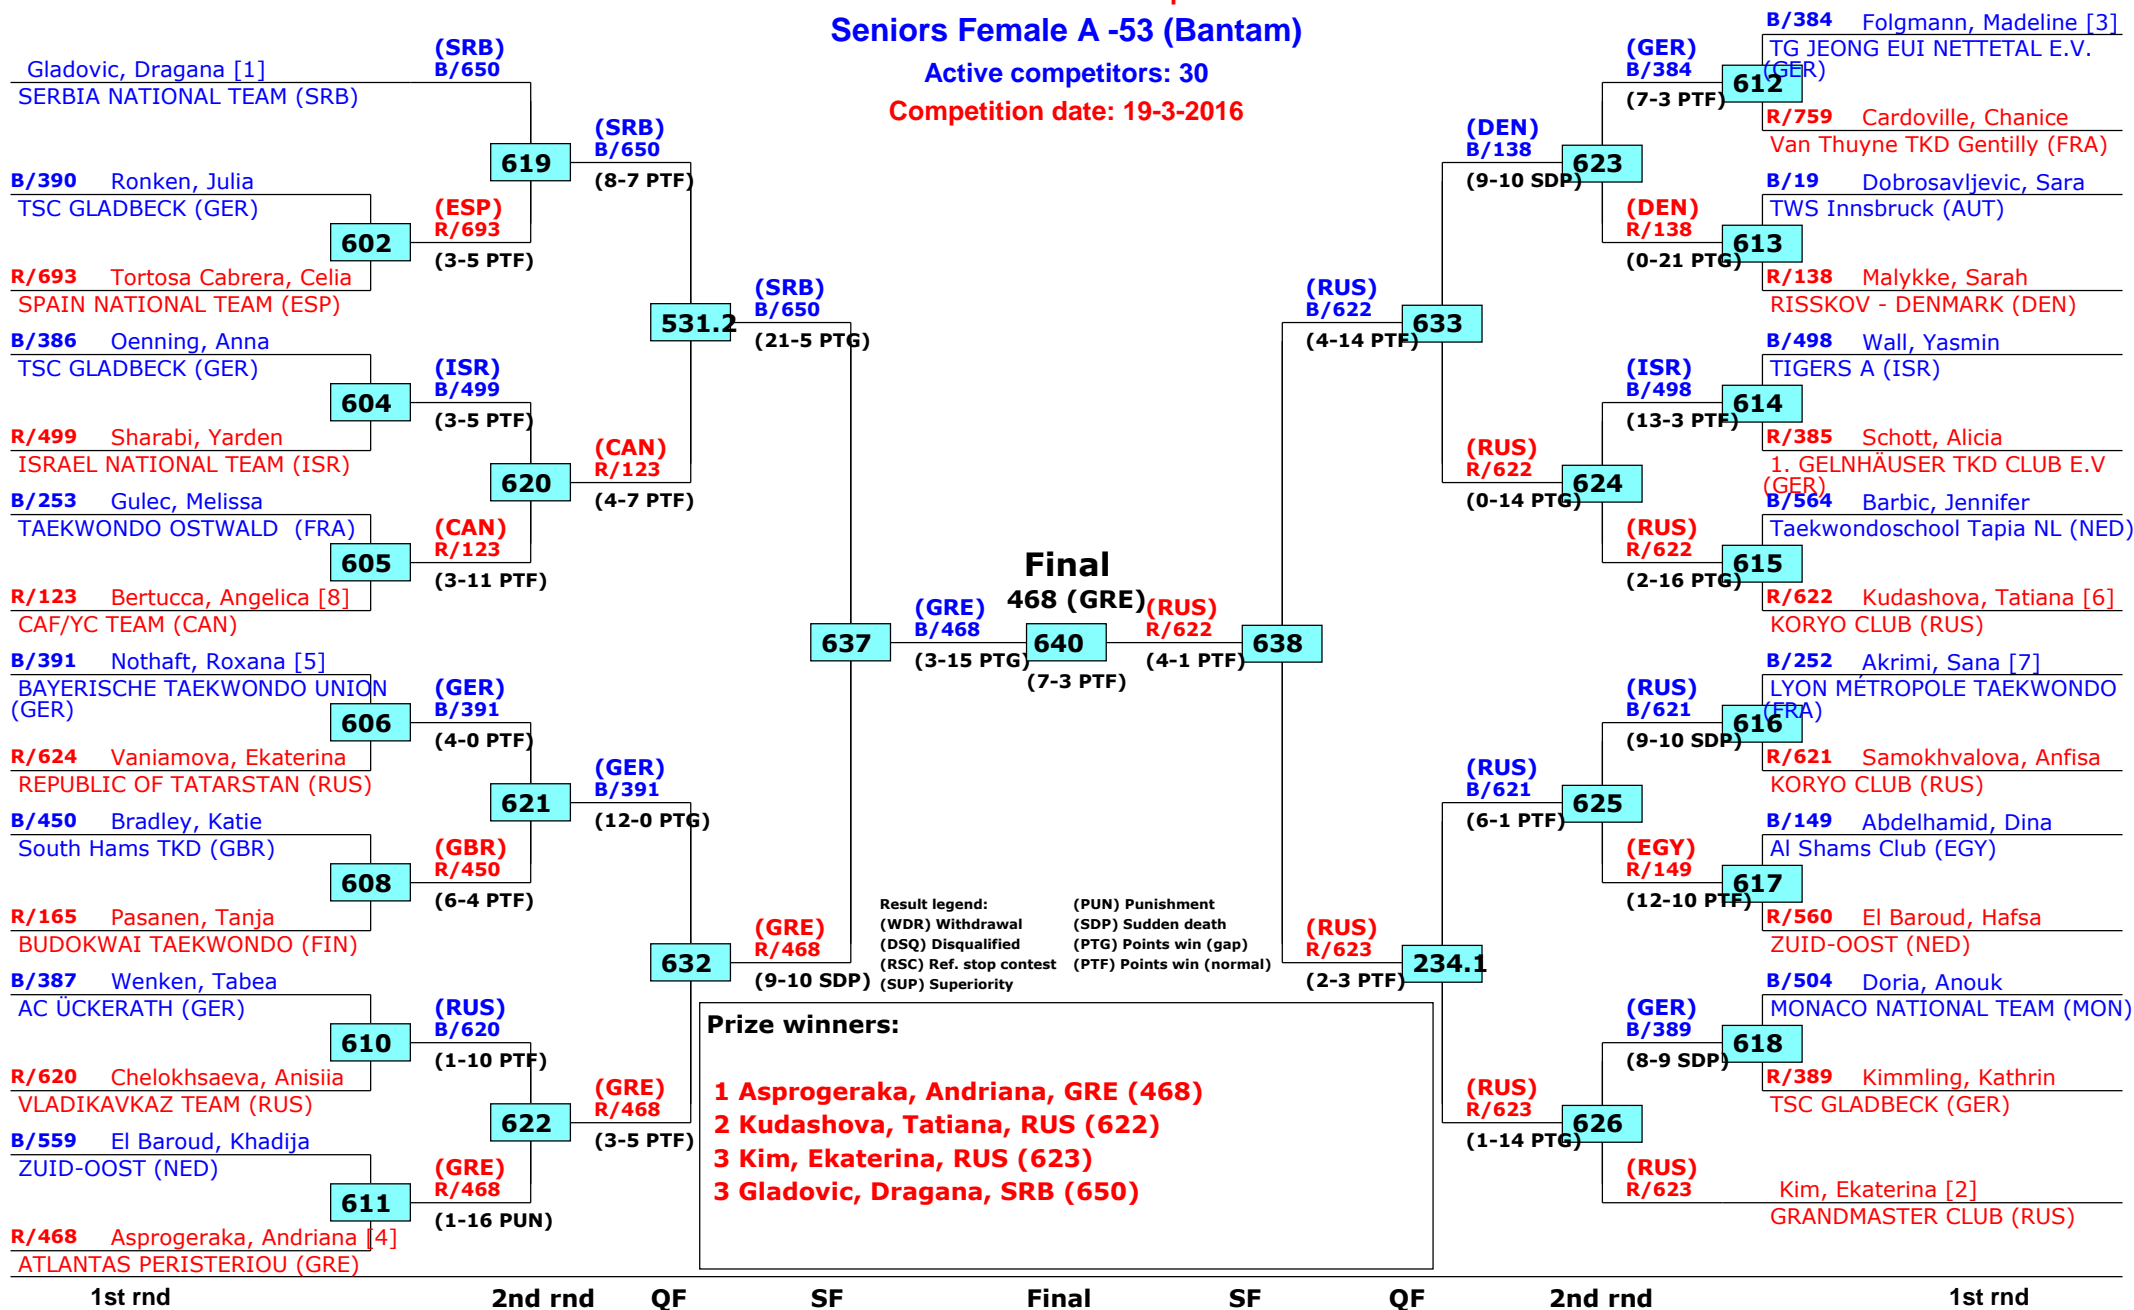 Seniors Female A -53 (Bantam)
Active competitors: 30
Competition date: 19-3-2016
Gladovic, Dragana [1]
SERBIA NATIONAL TEAM (SRB)
B/390 Ronken, Julia
TSC GLADBECK (GER)
602
R/693 Tortosa Cabrera, Celia
SPAIN NATIONAL TEAM (ESP)
B/386 Oenning, Anna
TSC GLADBECK (GER)
604
R/499 Sharabi, Yarden
ISRAEL NATIONAL TEAM (ISR)
B/253 Gulec, Melissa
TAEKWONDO OSTWALD (FRA)
605
R/123 Bertucca, Angelica [8]
CAF/YC TEAM (CAN)
B/391 Nothaft, Roxana [5]
BAYERISCHE TAEKWONDO UNION
(GER)
606
R/624 Vaniamova, Ekaterina
REPUBLIC OF TATARSTAN (RUS)
B/450 Bradley, Katie
South Hams TKD (GBR)
608
R/165 Pasanen, Tanja
BUDOKWAI TAEKWONDO (FIN)
B/387 Wenken, Tabea
AC ÜCKERATH (GER)
610
R/620 Chelokhsaeva, Anisiia
VLADIKAVKAZ TEAM (RUS)
B/559 El Baroud, Khadija
ZUID-OOST (NED)
611
R/468 Asprogeraka, Andriana [4]
ATLANTAS PERISTERIOU (GRE)
(SRB)
B/650
619
(ESP)
R/693
(3-5 PTF)
(ISR)
B/499
(3-5 PTF)
620
(CAN)
R/123
(3-11 PTF)
(GER)
B/391
(4-0 PTF)
621
(GBR)
R/450
(6-4 PTF)
(RUS)
B/620
(1-10 PTF)
622
(GRE)
R/468
(1-16 PUN)
(SRB)
B/650
(8-7 PTF)
531.2
(CAN)
R/123
(4-7 PTF)
(GER)
B/391
(12-0 PTG)
632
(GRE)
R/468
(3-5 PTF)
(SRB)
B/650
(21-5 PTG)
637
(GRE)
R/468
(9-10 SDP)
(GRE)
B/468
(3-15 PTG)
Final
468 (GRE)
640
(7-3 PTF)
(RUS)
R/622
(4-1 PTF)
(RUS)
B/622
(4-14 PTF)
638
(RUS)
R/623
(2-3 PTF)
(DEN)
B/138
(9-10 SDP)
633
(RUS)
R/622
(0-14 PTG)
(RUS)
B/621
(6-1 PTF)
234.1
(RUS)
R/623
(1-14 PTG)
(GER)
B/384
(7-3 PTF)
623
(DEN)
R/138
(0-21 PTG)
(ISR)
B/498
(13-3 PTF)
624
(RUS)
R/622
(2-16 PTG)
(RUS)
B/621
(9-10 SDP)
625
(EGY)
R/149
(12-10 PTF)
(GER)
B/389
(8-9 SDP)
626
(RUS)
R/623
B/384 Folgmann, Madeline [3]
TG JEONG EUI NETTETAL E.V.
(GER)
612
R/759 Cardoville, Chanice
Van Thuyne TKD Gentilly (FRA)
B/19 Dobrosavljevic, Sara
TWS Innsbruck (AUT)
613
R/138 Malykke, Sarah
RISSKOV - DENMARK (DEN)
B/498 Wall, Yasmin
TIGERS A (ISR)
614
R/385 Schott, Alicia
1. GELNHÄUSER TKD CLUB E.V
(GER)
B/564 Barbic, Jennifer
Taekwondoschool Tapia NL (NED)
615
R/622 Kudashova, Tatiana [6]
KORYO CLUB (RUS)
B/252 Akrimi, Sana [7]
LYON MÉTROPOLE TAEKWONDO
(FRA)
616
R/621 Samokhvalova, Anfisa
KORYO CLUB (RUS)
B/149 Abdelhamid, Dina
Al Shams Club (EGY)
617
R/560 El Baroud, Hafsa
ZUID-OOST (NED)
B/504 Doria, Anouk
MONACO NATIONAL TEAM (MON)
618
R/389 Kimmling, Kathrin
TSC GLADBECK (GER)
Kim, Ekaterina [2]
GRANDMASTER CLUB (RUS)
Result legend:
(WDR) Withdrawal
(DSQ) Disqualified
(RSC) Ref. stop contest
(SUP) Superiority
(PUN) Punishment
(SDP) Sudden death
(PTG) Points win (gap)
(PTF) Points win (normal)
Prize winners:
1 Asprogeraka, Andriana, GRE (468)
2 Kudashova, Tatiana, RUS (622)
3 Kim, Ekaterina, RUS (623)
3 Gladovic, Dragana, SRB (650)
1st rnd 2nd rnd QF SF Final SF QF 2nd rnd 1st rnd